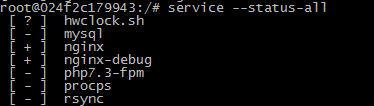 root@024f2c179943:/# service --status-all
[ ? ] hwclock.sh
[ - ] mysql
[ + ] nginx
[ + ] nginx-debug
[ - ] php7.3-fpm
[ - ] procps
[ - ] rsync